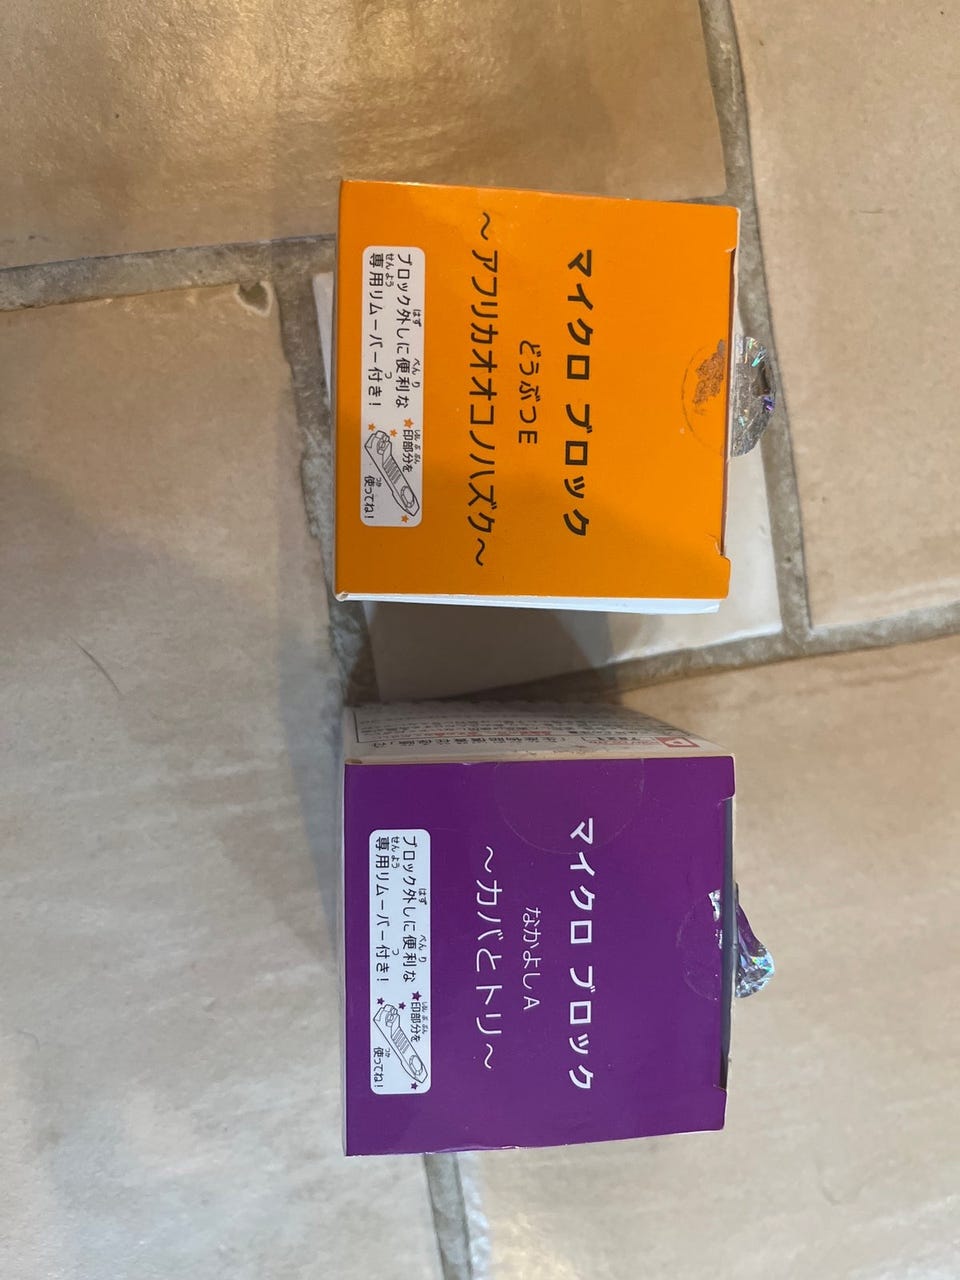 マイクロ ブロック
どうぶつE
～アフリカオオコノハズク～
ブロック外しに便利な
専用リムーバー付き！
印部分を
使ってね！
マイクロ ブロック
なかよしA
～カバとトリ～
ブロック外しに便利な
専用リムーバー付き！
印部分を
使ってね！